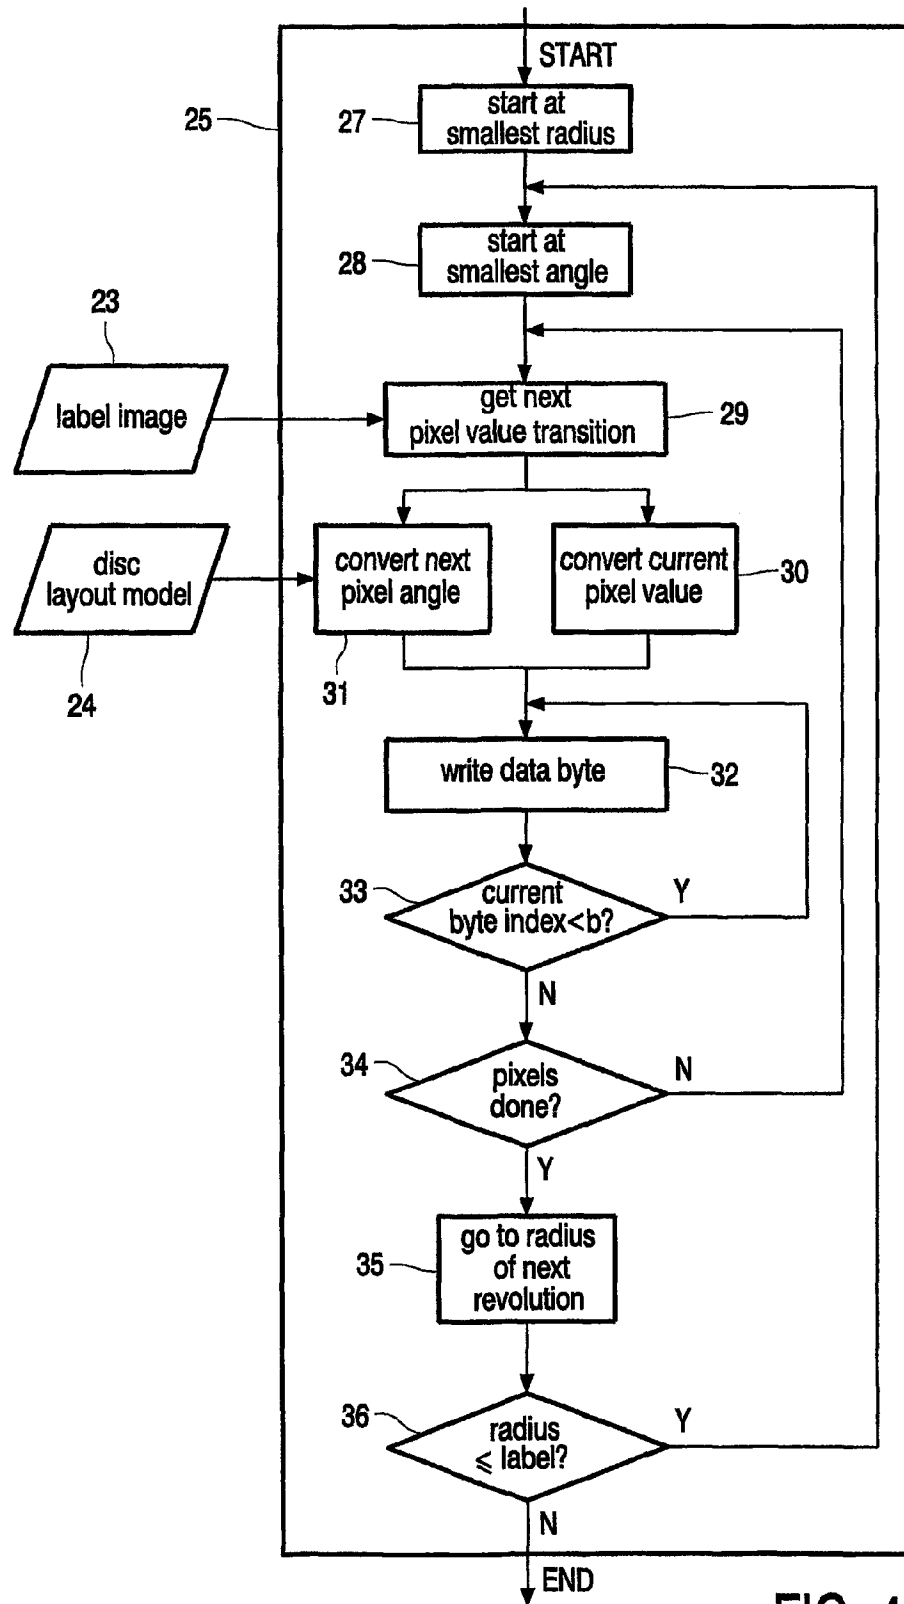 START
25
27
start at
smallest radius
28
start at
smallest angle
23
label image
get next
pixel value transition
29
disc
layout model
24
convert next
pixel angle
31
convert current
pixel value
30
write data byte
32
33
current
byte index<b?
Y
N
34
pixels
done?
N
Y
35
go to radius
of next
revolution
36
radius
≤ label?
Y
N
END